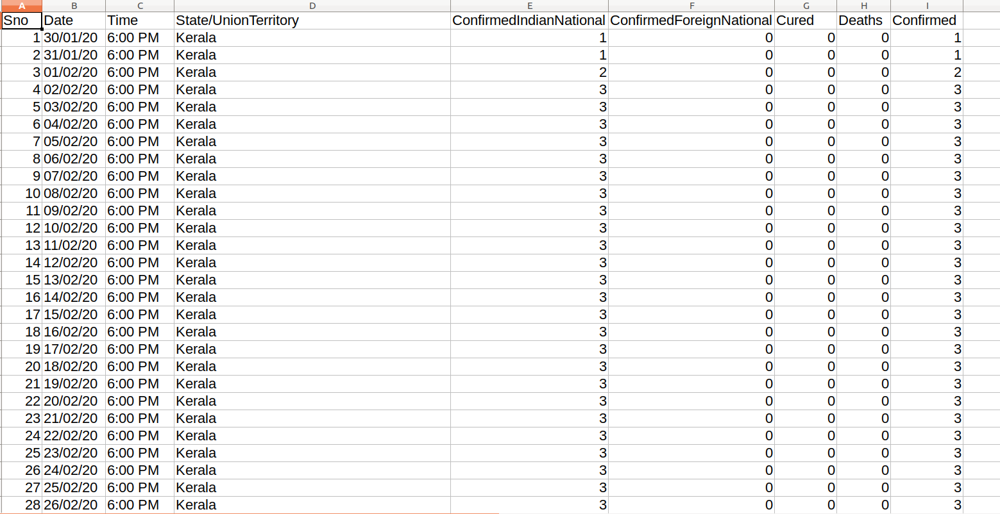 A B C D E F G H I
Sno Date Time State/UnionTerritory ConfirmedIndianNational ConfirmedForeignNational Cured Deaths Confirmed
1 30/01/20 6:00 PM Kerala 1 0 0 0 1
2 31/01/20 6:00 PM Kerala 1 0 0 0 1
3 01/02/20 6:00 PM Kerala 2 0 0 0 2
4 02/02/20 6:00 PM Kerala 3 0 0 0 3
5 03/02/20 6:00 PM Kerala 3 0 0 0 3
6 04/02/20 6:00 PM Kerala 3 0 0 0 3
7 05/02/20 6:00 PM Kerala 3 0 0 0 3
8 06/02/20 6:00 PM Kerala 3 0 0 0 3
9 07/02/20 6:00 PM Kerala 3 0 0 0 3
10 08/02/20 6:00 PM Kerala 3 0 0 0 3
11 09/02/20 6:00 PM Kerala 3 0 0 0 3
12 10/02/20 6:00 PM Kerala 3 0 0 0 3
13 11/02/20 6:00 PM Kerala 3 0 0 0 3
14 12/02/20 6:00 PM Kerala 3 0 0 0 3
15 13/02/20 6:00 PM Kerala 3 0 0 0 3
16 14/02/20 6:00 PM Kerala 3 0 0 0 3
17 15/02/20 6:00 PM Kerala 3 0 0 0 3
18 16/02/20 6:00 PM Kerala 3 0 0 0 3
19 17/02/20 6:00 PM Kerala 3 0 0 0 3
20 18/02/20 6:00 PM Kerala 3 0 0 0 3
21 19/02/20 6:00 PM Kerala 3 0 0 0 3
22 20/02/20 6:00 PM Kerala 3 0 0 0 3
23 21/02/20 6:00 PM Kerala 3 0 0 0 3
24 22/02/20 6:00 PM Kerala 3 0 0 0 3
25 23/02/20 6:00 PM Kerala 3 0 0 0 3
26 24/02/20 6:00 PM Kerala 3 0 0 0 3
27 25/02/20 6:00 PM Kerala 3 0 0 0 3
28 26/02/20 6:00 PM Kerala 3 0 0 0 3